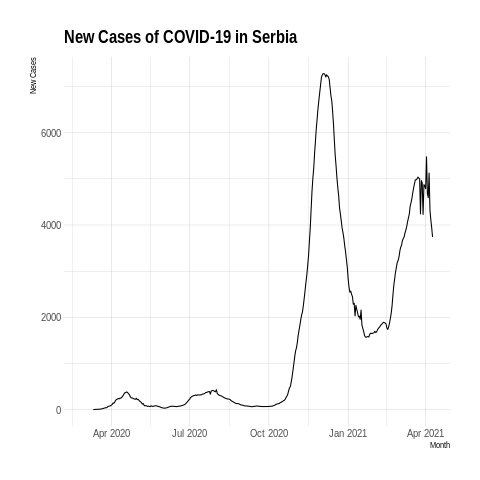 New Cases of COVID-19 in Serbia
New Cases
6000
4000
2000
0
Apr 2020 Jul 2020 Oct 2020 Jan 2021 Apr 2021
Month